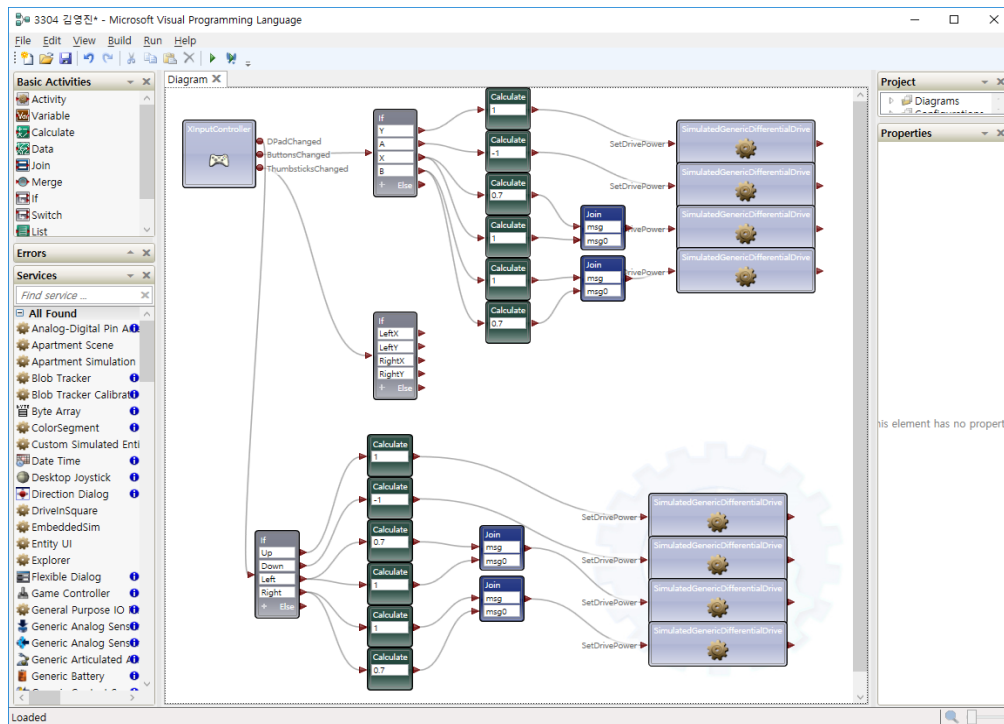 3304 김영진* - Microsoft Visual Programming Language
File Edit View Build Run Help
Basic Activities
Activity
Variable
Calculate
Data
Join
Merge
If
Switch
List
Errors
Services
Find service ...
All Found
Analog-Digital Pin A
Apartment Scene
Apartment Simulation
Blob Tracker
Blob Tracker Calibrat
Byte Array
ColorSegment
Custom Simulated Enti
Date Time
Desktop Joystick
Direction Dialog
DriveInSquare
EmbeddedSim
Entity UI
Explorer
Flexible Dialog
Game Controller
General Purpose IO
Generic Analog Sens
Generic Analog Sens
Generic Articulated A
Generic Battery
Loaded
Diagram
XInputController
DPadChanged
ButtonsChanged
ThumbsticksChanged
If
Y
A
X
B
+ Else
Calculate
1
Calculate
-1
Calculate
0.7
Calculate
1
Calculate
1
Calculate
0.7
Join
msg
msg0
Join
msg
msg0
SetDrivePower
SimulatedGenericDifferentialDrive
SetDrivePower
SimulatedGenericDifferentialDrive
DrivePower
SimulatedGenericDifferentialDrive
rivePower
SimulatedGenericDifferentialDrive
If
LeftX
LeftY
RightX
RightY
+ Else
If
Up
Down
Left
Right
+ Else
Calculate
1
Calculate
-1
Calculate
0.7
Calculate
1
Calculate
1
Calculate
0.7
Join
msg
msg0
Join
msg
msg0
SetDrivePower
SimulatedGenericDifferentialDrive
SetDrivePower
SimulatedGenericDifferentialDrive
SetDrivePower
SimulatedGenericDifferentialDrive
SetDrivePower
SimulatedGenericDifferentialDrive
Project
Diagrams
Properties
his element has no propert